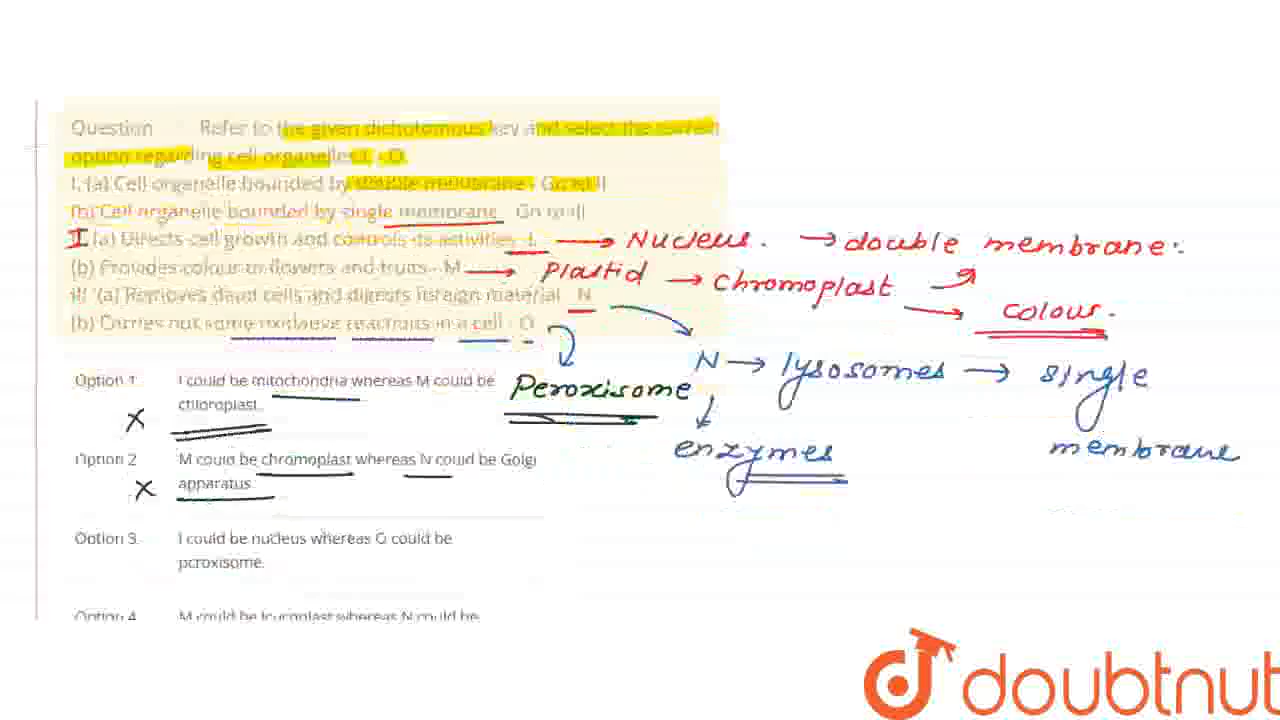 Question Refer to the given dichotomous key and select the correct
option regarding cell organelles L - O.
I. (a) Cell organelle bounded by double membrane - Go to II
(b) Cell organelle bounded by single membrane - Go to III
II (a) Directs cell growth and controls its activities - L → Nucleus. → double membrane.
(b) Provides colour to flowers and fruits - M → Plastid → Chromoplast
→ colour.
III (a) Removes dead cells and digests foreign material N
(b) Carries out some oxidative reactions in a cell - O
N → lysosomes → single
membrane
Peroxisome
enzymes
Option 1 I could be mitochondria whereas M could be
chloroplast.
X
Option 2 M could be chromoplast whereas N could be Golgi
apparatus.
X
Option 3 I could be nucleus whereas O could be
peroxisome.
Option 4 M could be leucoplast whereas N could be
doubtnut